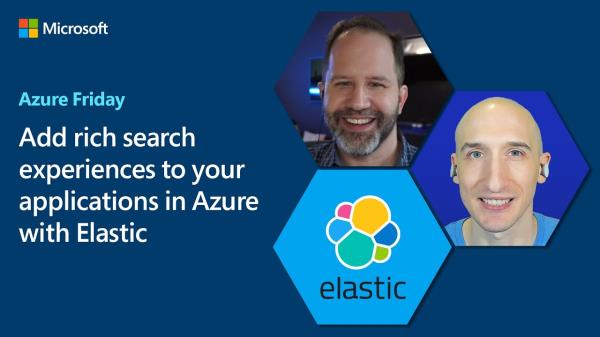 Microsoft
Azure Friday
Add rich search
experiences to your
applications in Azure
with Elastic
elastic